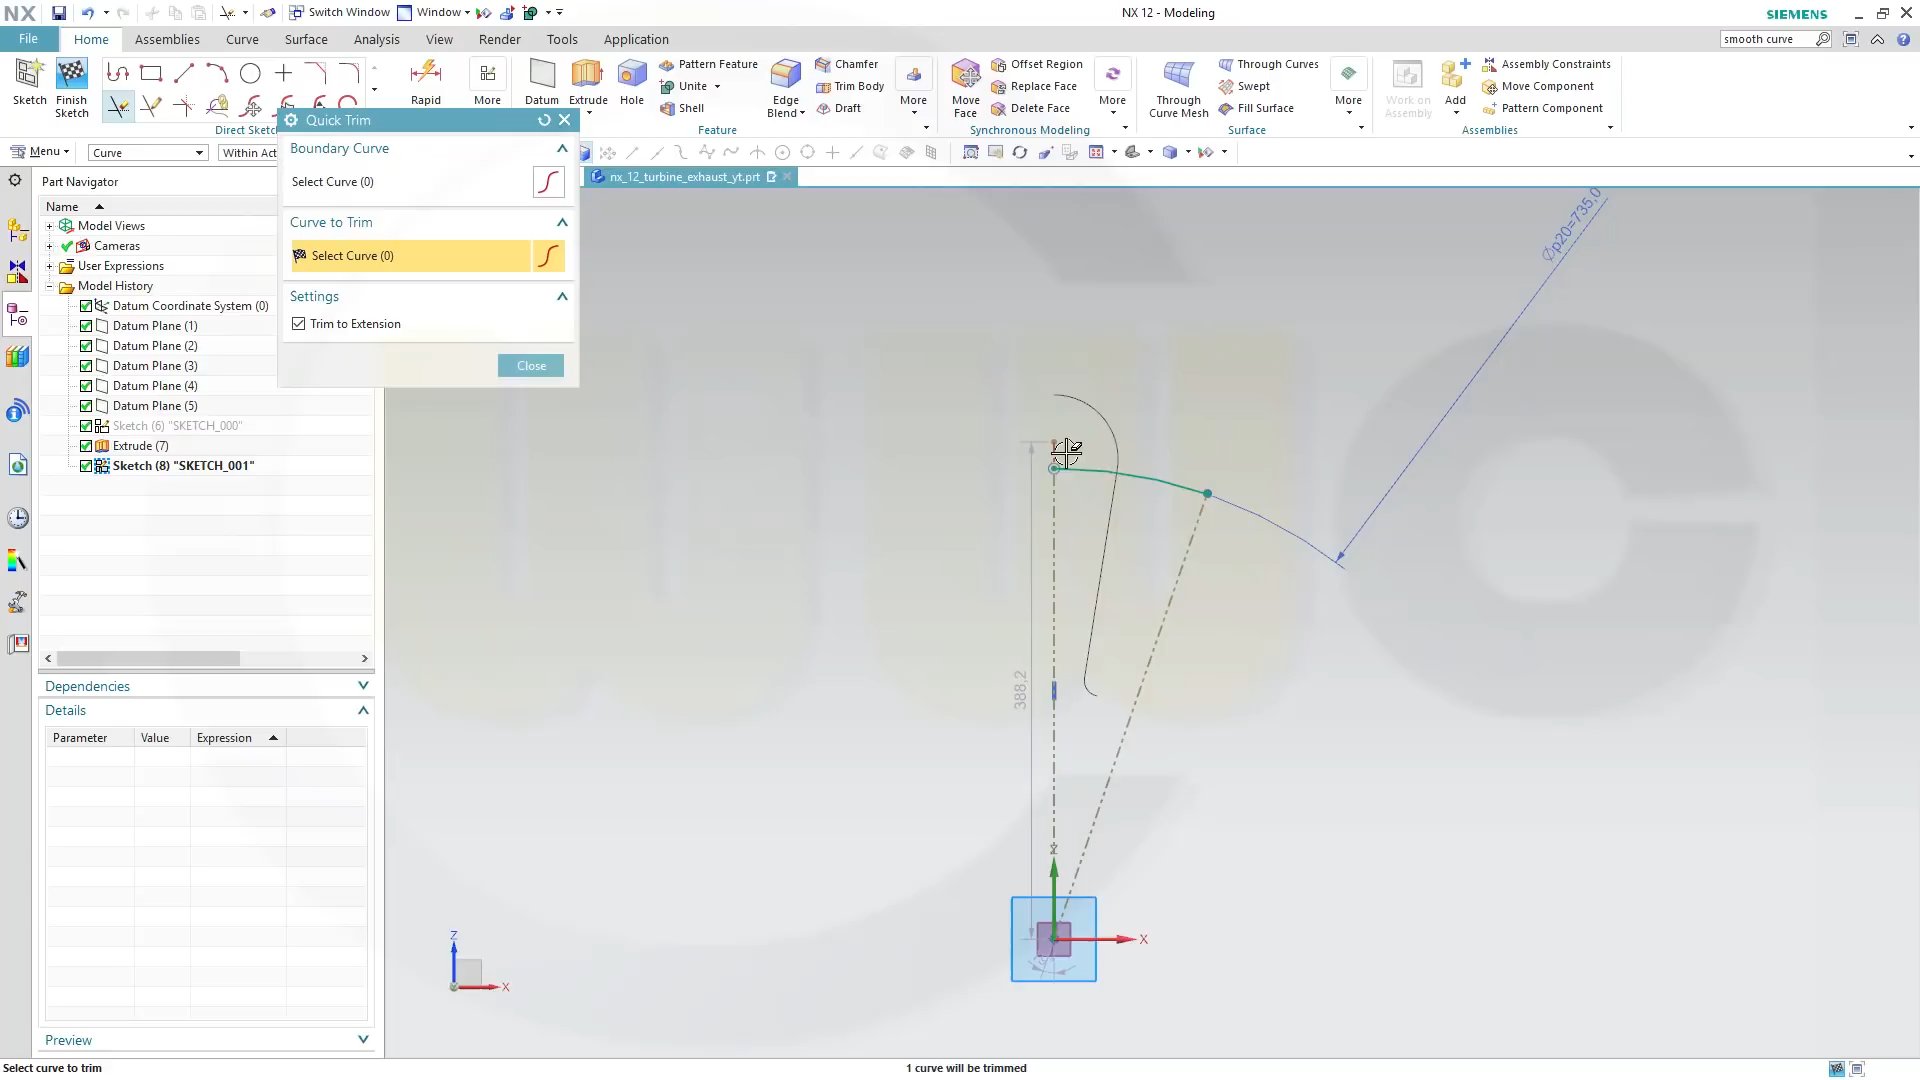 NX
Switch Window
Window
NX 12 - Modeling
SIEMENS
File
Home
Assemblies
Curve
Surface
Analysis
View
Render
Tools
Application
smooth curve
Sketch
Finish
Sketch
Rapid
More
Datum
Extrude
Hole
Pattern Feature
Unite
Shell
Edge
Blend
Chamfer
Trim Body
Draft
More
Move
Face
Offset Region
Replace Face
Delete Face
More
Through
Curve Mesh
Through Curves
Swept
Fill Surface
More
Work on
Assembly
Add
Assembly Constraints
Move Component
Pattern Component
Direct Sketc
Feature
Synchronous Modeling
Surface
Assemblies
Menu
Curve
Within Act
Quick Trim
Boundary Curve
Select Curve (0)
Curve to Trim
Select Curve (0)
Settings
Trim to Extension
Close
nx_12_turbine_exhaust_yt.prt
Part Navigator
Name
Model Views
Cameras
User Expressions
Model History
Datum Coordinate System (0)
Datum Plane (1)
Datum Plane (2)
Datum Plane (3)
Datum Plane (4)
Datum Plane (5)
Sketch (6) "SKETCH_000"
Extrude (7)
Sketch (8) "SKETCH_001"
Dependencies
Details
Parameter
Value
Expression
Preview
Øp20=735,0
388,2
X
Z
X
Select curve to trim
1 curve will be trimmed